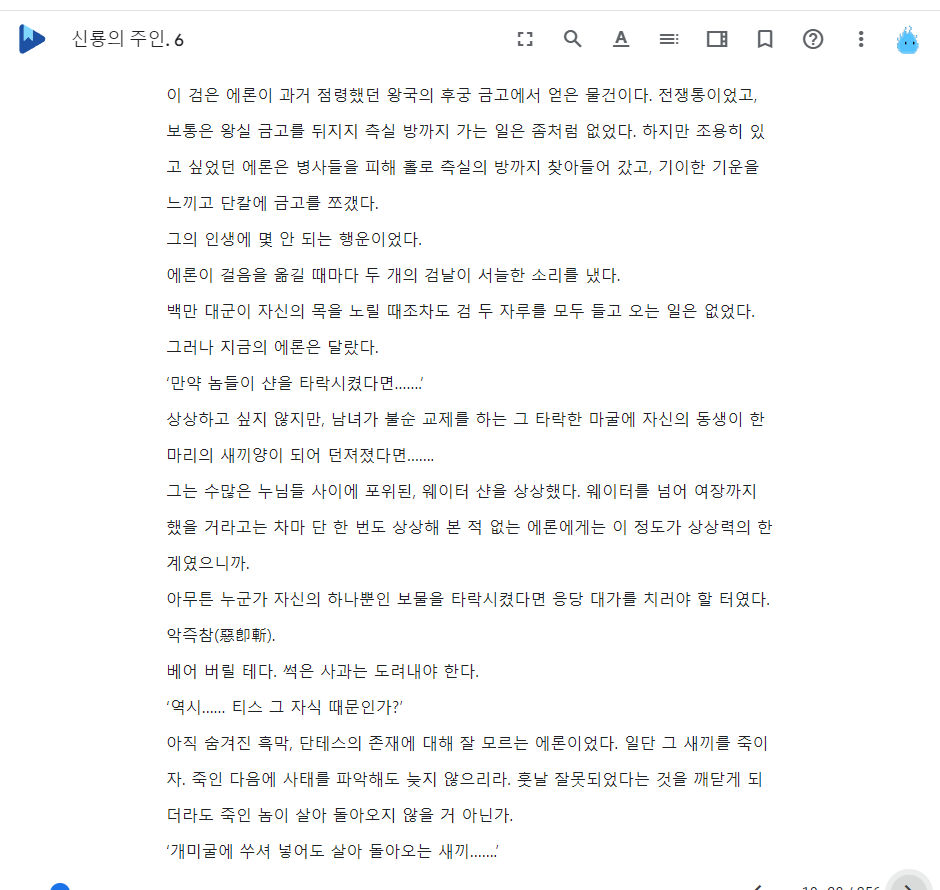 신룡의 주인. 6
이 검은 에론이 과거 점령했던 왕국의 후궁 금고에서 얻은 물건이다. 전쟁통이었고,
보통은 왕실 금고를 뒤지지 측실 방까지 가는 일은 좀처럼 없었다. 하지만 조용히 있
고 싶었던 에론은 병사들을 피해 홀로 측실의 방까지 찾아들어 갔고, 기이한 기운을
느끼고 단칼에 금고를 쪼갰다.
그의 인생에 몇 안 되는 행운이었다.
에론이 걸음을 옮길 때마다 두 개의 검날이 서늘한 소리를 냈다.
백만 대군이 자신의 목을 노릴 때조차도 검 두 자루를 모두 들고 오는 일은 없었다.
그러나 지금의 에론은 달랐다.
‘만약 놈들이 샨을 타락시켰다면…….’
상상하고 싶지 않지만, 남녀가 불순 교제를 하는 그 타락한 마굴에 자신의 동생이 한
마리의 새끼양이 되어 던져졌다면…….
그는 수많은 누님들 사이에 포위된, 웨이터 샨을 상상했다. 웨이터를 넘어 여장까지
했을 거라고는 차마 단 한 번도 상상해 본 적 없는 에론에게는 이 정도가 상상력의 한
계였으니까.
아무튼 누군가 자신의 하나뿐인 보물을 타락시켰다면 응당 대가를 치러야 할 터였다.
악즉참(惡卽斬).
베어 버릴 테다. 썩은 사과는 도려내야 한다.
‘역시…… 티스 그 자식 때문인가?’
아직 숨겨진 흑막, 단테스의 존재에 대해 잘 모르는 에론이었다. 일단 그 새끼를 죽이
자. 죽인 다음에 사태를 파악해도 늦지 않으리라. 훗날 잘못되었다는 것을 깨닫게 되
더라도 죽인 놈이 살아 돌아오지 않을 거 아닌가.
‘개미굴에 쑤셔 넣어도 살아 돌아오는 새끼…….’